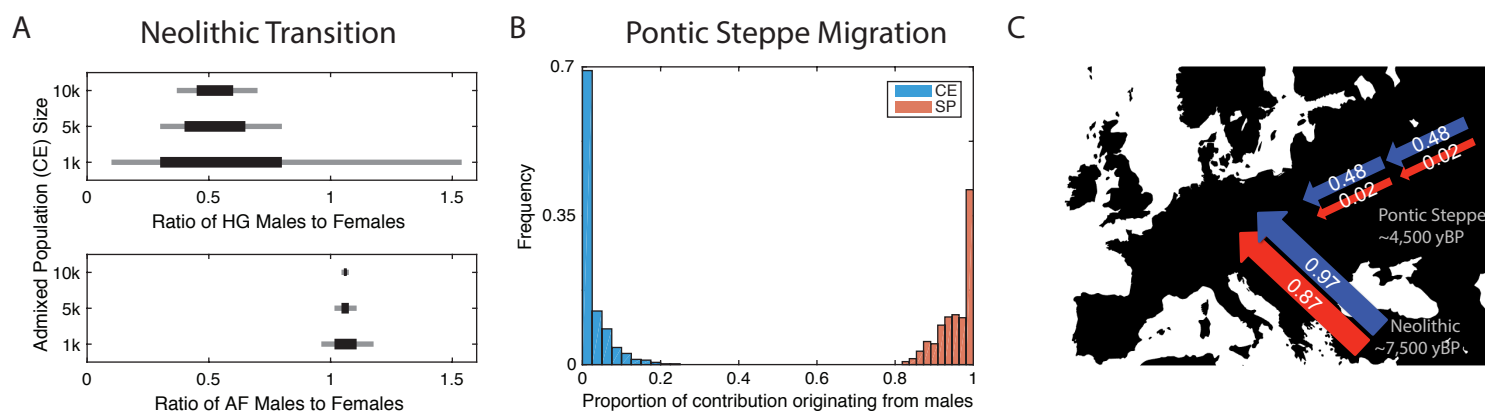 A
Neolithic Transition
Admixed Population (CE) Size
10k
5k
1k
0
0.5
1
1.5
Ratio of HG Males to Females
10k
5k
1k
0
0.5
1
1.5
Ratio of AF Males to Females
B
Pontic Steppe Migration
Frequency
0.7
0.35
0
CE
SP
0
0.2
0.4
0.6
0.8
1
Proportion of contribution originating from males
C
0.48
0.02
0.48
0.02
Pontic Steppe
~4,500 yBP
0.97
0.87
Neolithic
~7,500 yBP